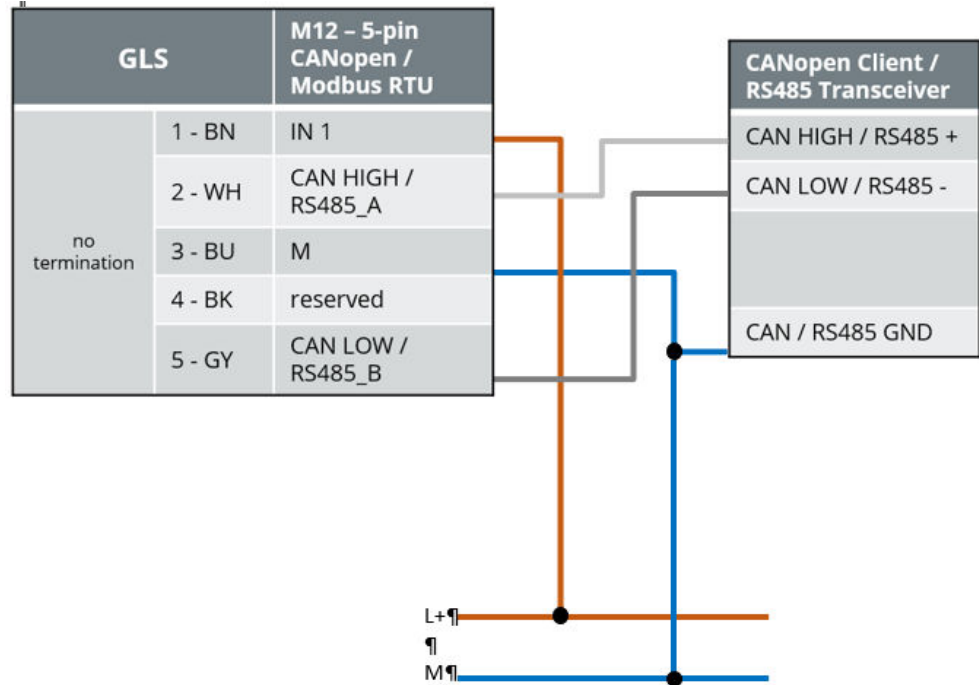 GLS
M12 – 5-pin
CANopen /
Modbus RTU
no
termination
1 - BN
IN 1
2 - WH
CAN HIGH /
RS485_A
3 - BU
M
4 - BK
reserved
5 - GY
CAN LOW /
RS485_B
CANopen Client /
RS485 Transceiver
CAN HIGH / RS485 +
CAN LOW / RS485 -
CAN / RS485 GND
L+¶
¶
M¶